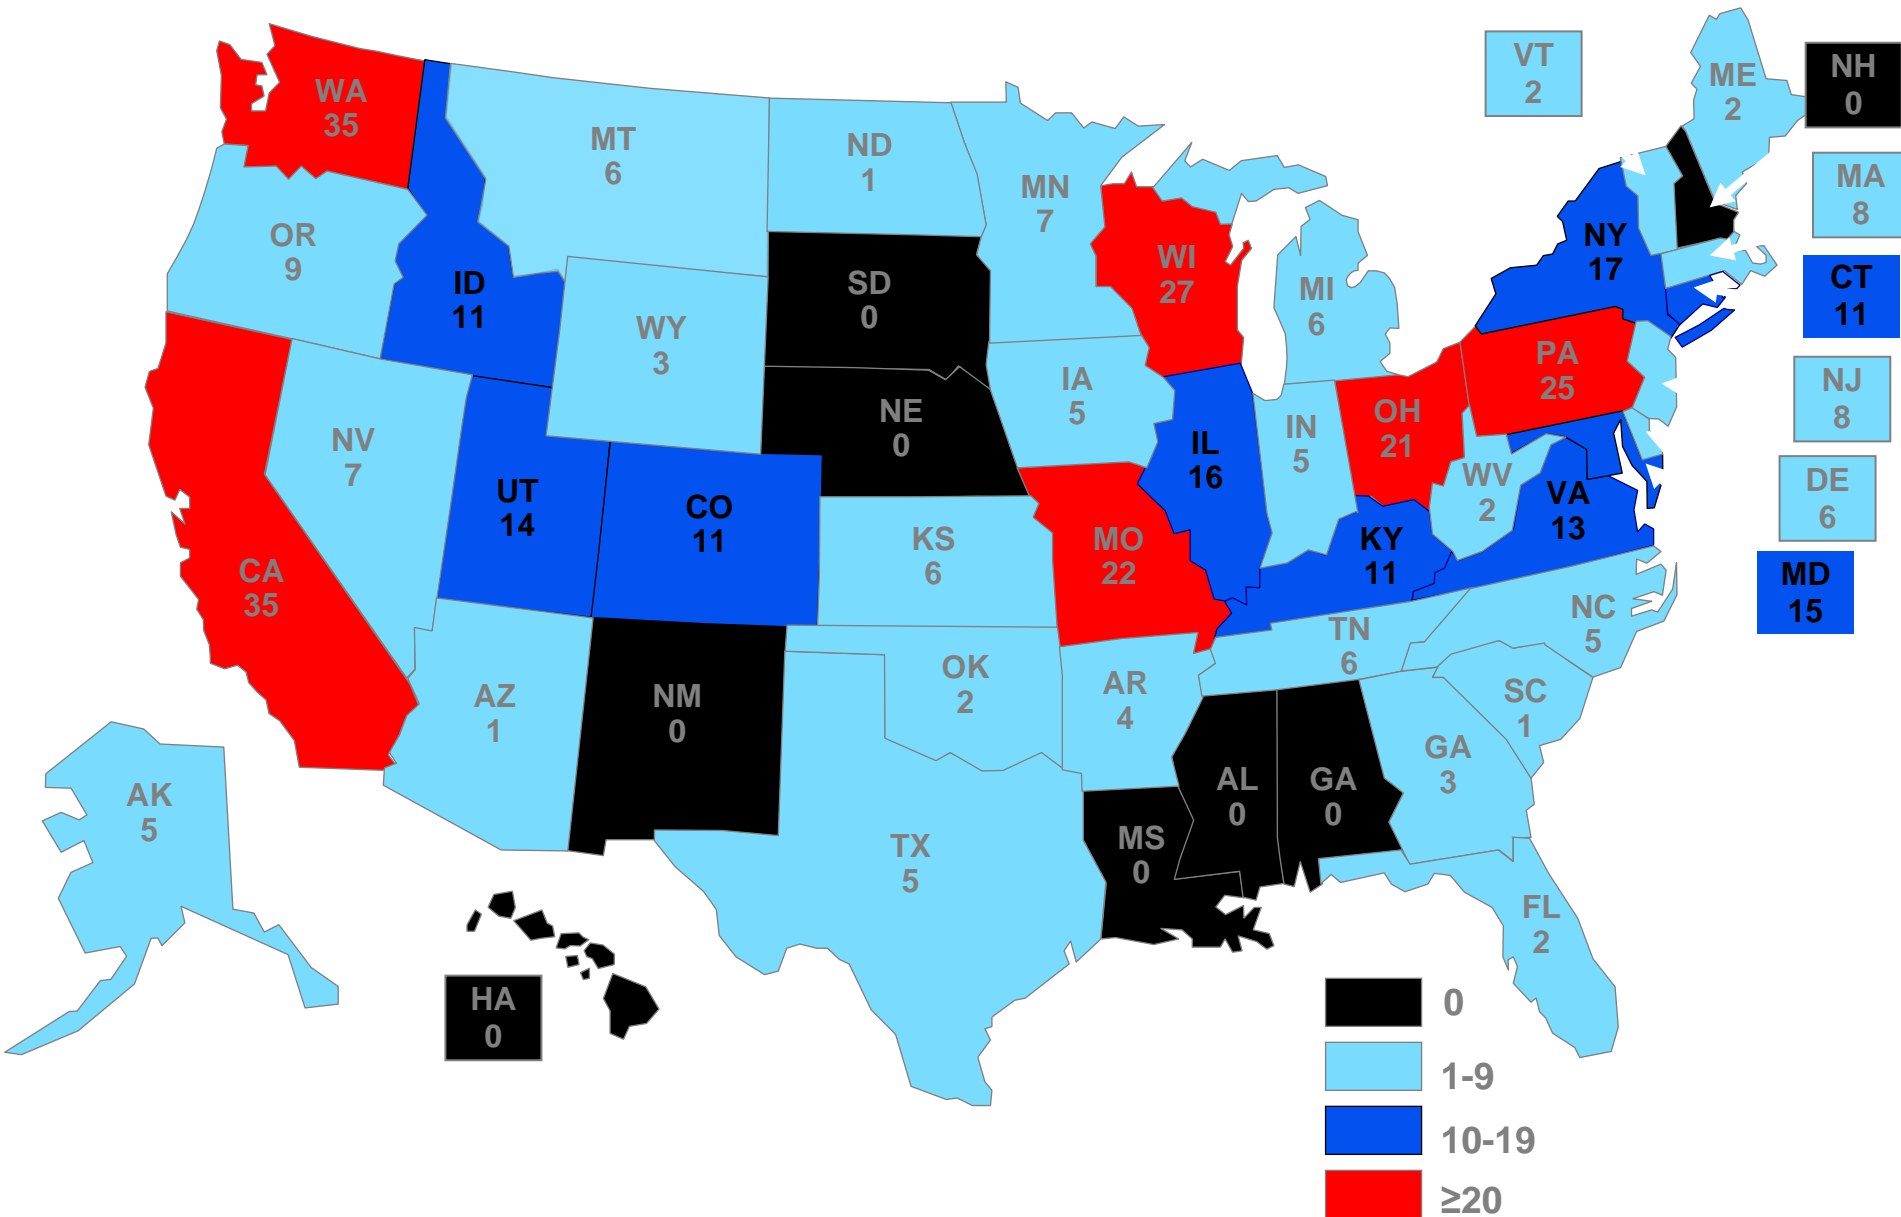 VT
2
ME
2
NH
0
WA
35
MT
6
ND
1
MN
7
MA
8
OR
9
ID
11
SD
0
WI
27
MI
6
NY
17
CT
11
WY
3
IA
5
PA
25
NJ
8
NV
7
NE
0
IL
16
IN
5
OH
21
WV
2
VA
13
DE
6
UT
14
CO
11
KS
6
MO
22
KY
11
MD
15
CA
35
NC
5
TN
6
AZ
1
NM
0
OK
2
AR
4
SC
1
AK
5
TX
5
MS
0
AL
0
GA
0
GA
3
FL
2
HA
0
0
1-9
10-19
≥20